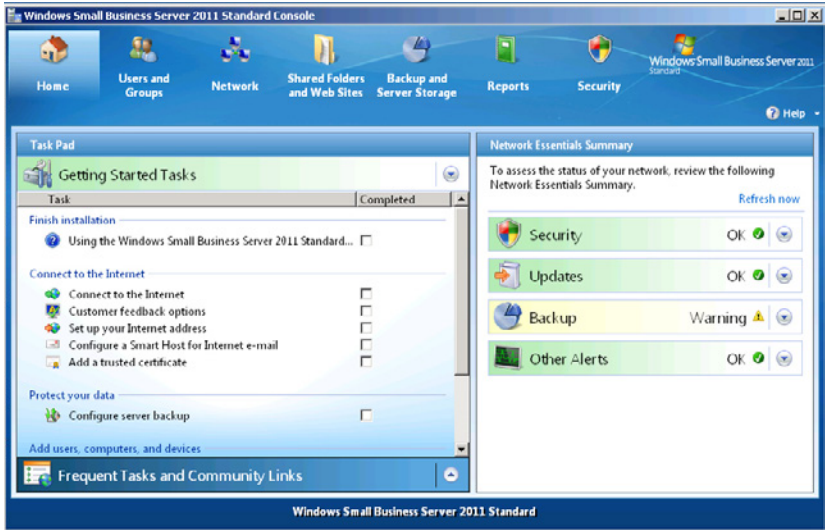 Windows Small Business Server 2011 Standard Console
Home
Users and
Groups
Network
Shared Folders
and Web Sites
Backup and
Server Storage
Reports
Security
Windows Small Business Server 2011
Standard
Help
Task Pad
Getting Started Tasks
Task Completed
Finish installation
Using the Windows Small Business Server 2011 Standard...
Connect to the Internet
Connect to the Internet
Customer feedback options
Set up your Internet address
Configure a Smart Host for Internet e-mail
Add a trusted certificate
Protect your data
Configure server backup
Add users, computers, and devices
Frequent Tasks and Community Links
Network Essentials Summary
To assess the status of your network, review the following
Network Essentials Summary.
Refresh now
Security OK
Updates OK
Backup Warning
Other Alerts OK
Windows Small Business Server 2011 Standard